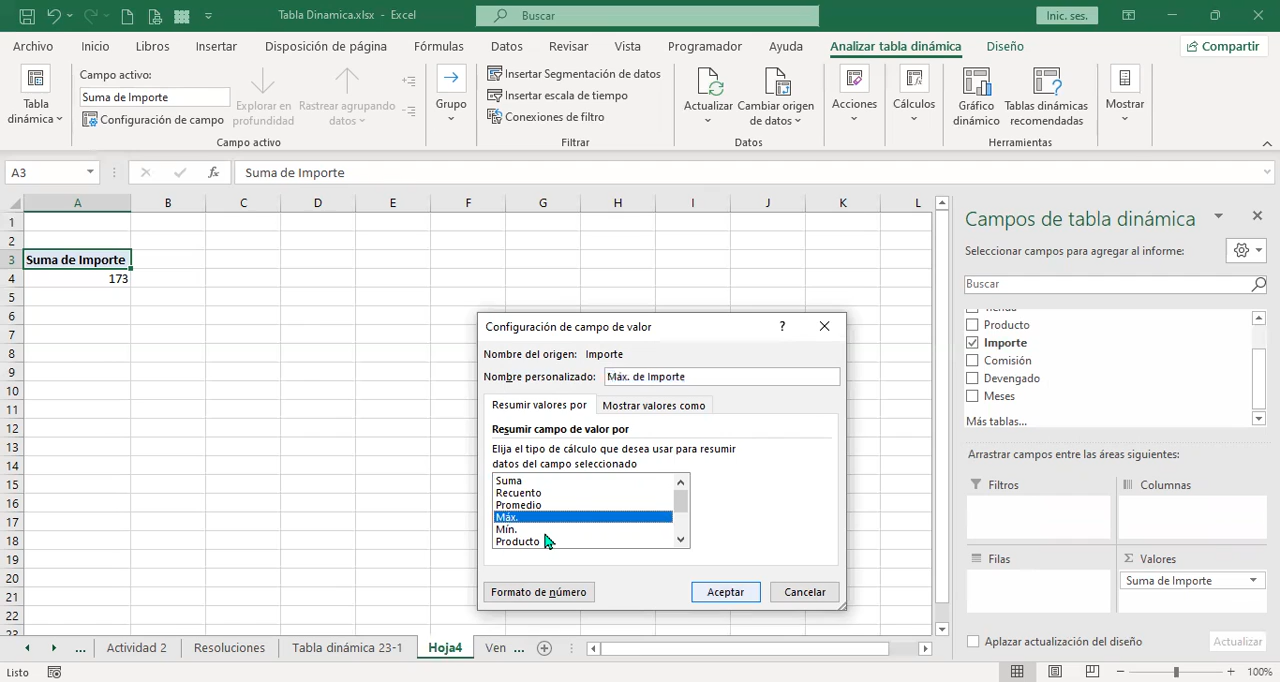 Tabla Dinamica.xlsx - Excel
Buscar
Inic. ses.
Archivo Inicio Libros Insertar Disposición de página Fórmulas Datos Revisar Vista Programador Ayuda Analizar tabla dinámica Diseño Compartir
Tabla dinámica
Campo activo:
Suma de Importe
Configuración de campo
Explorar en profundidad
Rastrear agrupando datos
Campo activo
Grupo
Insertar Segmentación de datos
Insertar escala de tiempo
Conexiones de filtro
Filtrar
Actualizar
Cambiar origen de datos
Datos
Acciones
Cálculos
Gráfico dinámico
Tablas dinámicas recomendadas
Herramientas
Mostrar
A3
fx
Suma de Importe
A B C D E F G H I J K L
1
2
3 Suma de Importe
4 173
5
6
7
8
9
10
11
12
13
14
15
16
17
18
19
20
21
22
23
Configuración de campo de valor ?
Nombre del origen: Importe
Nombre personalizado: Máx. de Importe
Resumir valores por Mostrar valores como
Resumir campo de valor por
Elija el tipo de cálculo que desea usar para resumir
datos del campo seleccionado
Suma
Recuento
Promedio
Máx.
Mín.
Producto
Formato de número Aceptar Cancelar
Campos de tabla dinámica
Seleccionar campos para agregar al informe:
Buscar
Tienda
Producto
Importe
Comisión
Devengado
Meses
Más tablas...
Arrastrar campos entre las áreas siguientes:
Filtros Columnas
Filas Σ Valores
Suma de Importe
Aplazar actualización del diseño Actualizar
... Actividad 2 Resoluciones Tabla dinámica 23-1 Hoja4 Ven ...
Listo 100%